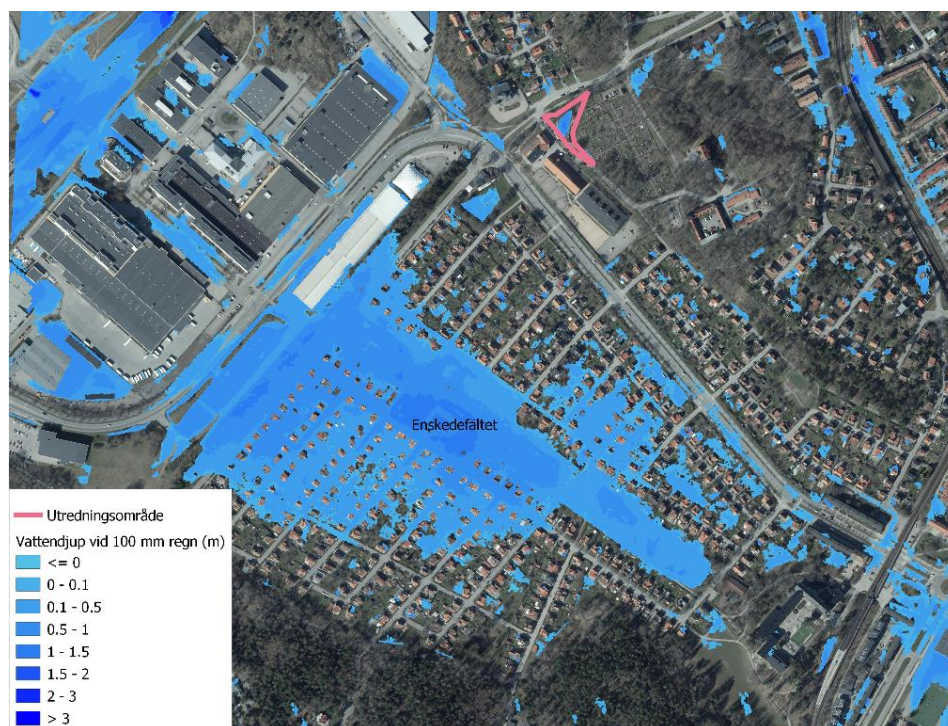 Enskedefältet
Utredningsområde
Vattendjup vid 100 mm regn (m)
<= 0
0 - 0.1
0.1 - 0.5
0.5 - 1
1 - 1.5
1.5 - 2
2 - 3
> 3